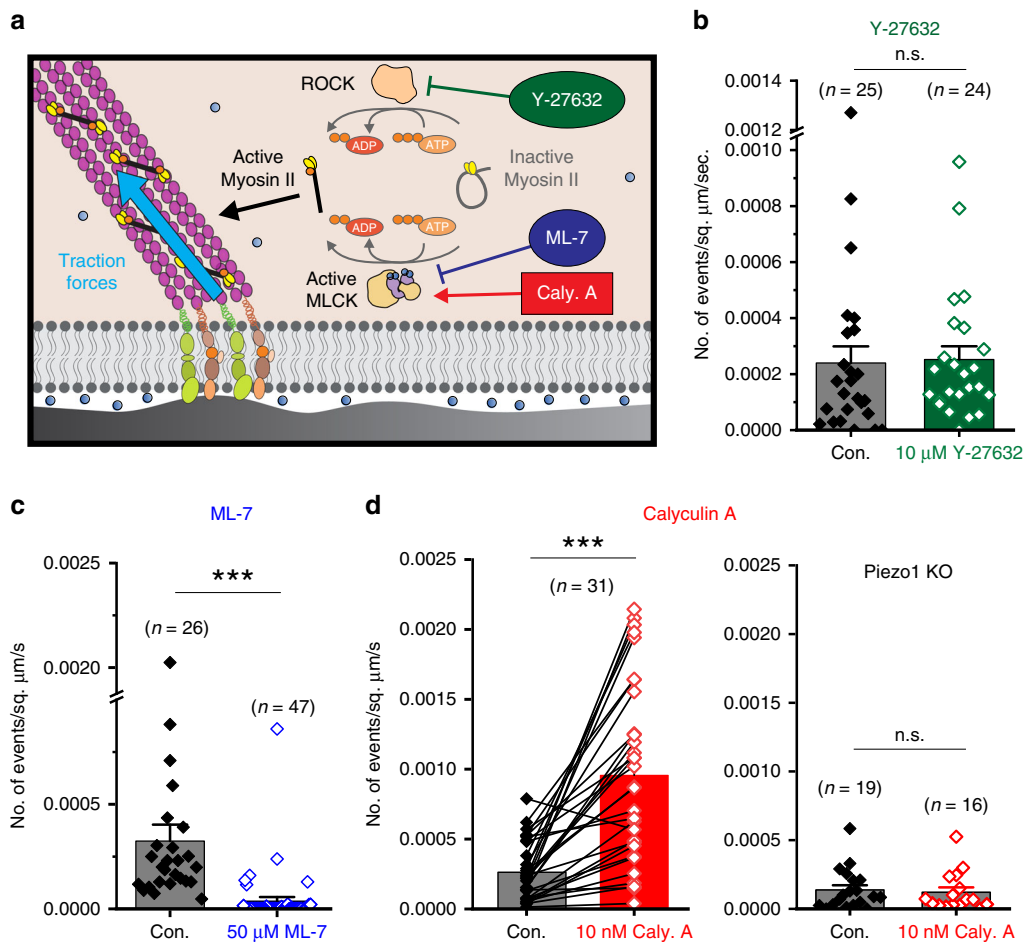 a
ROCK
Y-27632
ADP
ATP
Active
Myosin II
Inactive
Myosin II
ADP
ATP
ML-7
Traction
forces
Active
MLCK
Caly. A
b
Y-27632
n.s.
(n = 25)
(n = 24)
No. of events/sq. μm/sec.
0.0014
0.0012
0.0010
0.0008
0.0006
0.0004
0.0002
0.0000
Con.
10 μM Y-27632
c
ML-7
***
(n = 26)
(n = 47)
No. of events/sq. μm/s
0.0025
0.0020
0.0005
0.0000
Con.
50 μM ML-7
d
Calyculin A
***
(n = 31)
No. of events/sq. μm/s
0.0025
0.0020
0.0015
0.0010
0.0005
0.0000
Con.
10 nM Caly. A
Piezo1 KO
n.s.
(n = 19)
(n = 16)
0.0025
0.0020
0.0015
0.0010
0.0005
0.0000
Con.
10 nM Caly. A